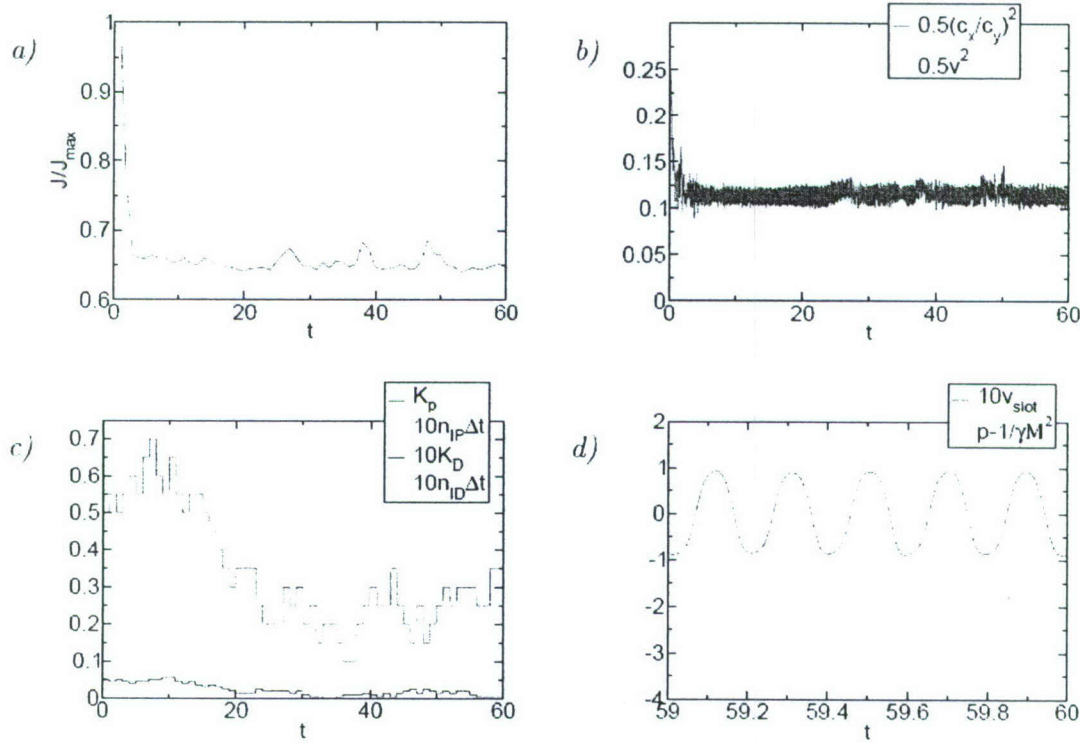 a)
1
0.9
0.8
0.7
0.6
J/J_max
0 20 40 60
t
b)
0.5(c_x/c_y)^2
0.5v^2
0.25
0.2
0.15
0.1
0.05
0
0 20 40 60
t
c)
K_p
10n_IPΔt
10K_D
10n_IDΔt
0.7
0.6
0.5
0.4
0.3
0.2
0.1
0
0 20 40 60
t
d)
10v_slot
p-1/γM^2
2
1
0
-1
-2
-3
-4
59 59.2 59.4 59.6 59.8 60
t